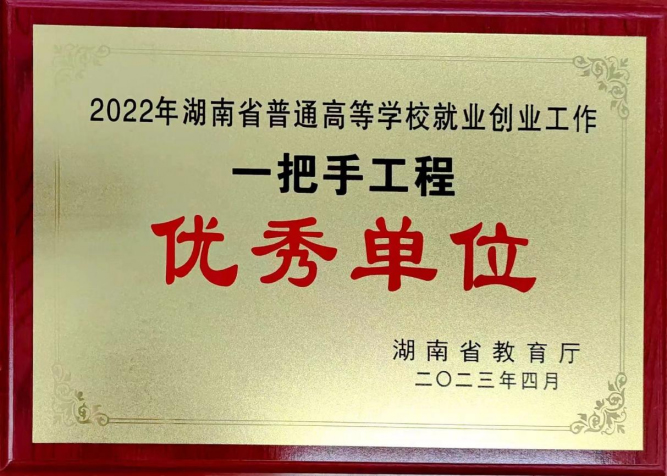 2022年湖南省普通高等学校就业创业工作
一把手工程
优秀单位
湖南省教育厅
二〇二三年四月